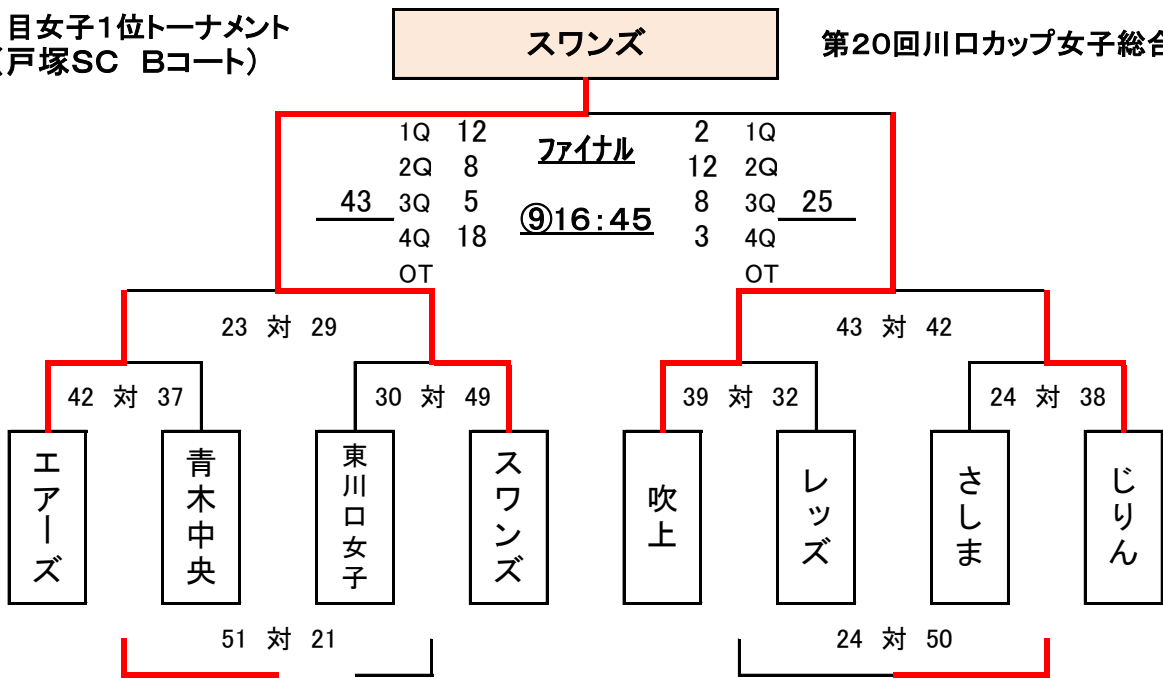 目女子1位トーナメント
(戸塚SC Bコート)
スワンズ
第20回川口カップ女子総合
1Q 12 ファイナル 2 1Q
2Q 8 12 2Q
43 3Q 5 ⑨16:45 8 3Q 25
4Q 18 3 4Q
OT OT
23 対 29 43 対 42
42 対 37 30 対 49 39 対 32 24 対 38
エアーズ
青木中央
東川口女子
スワンズ
吹上
レッズ
さしま
じりん
51 対 21 24 対 50